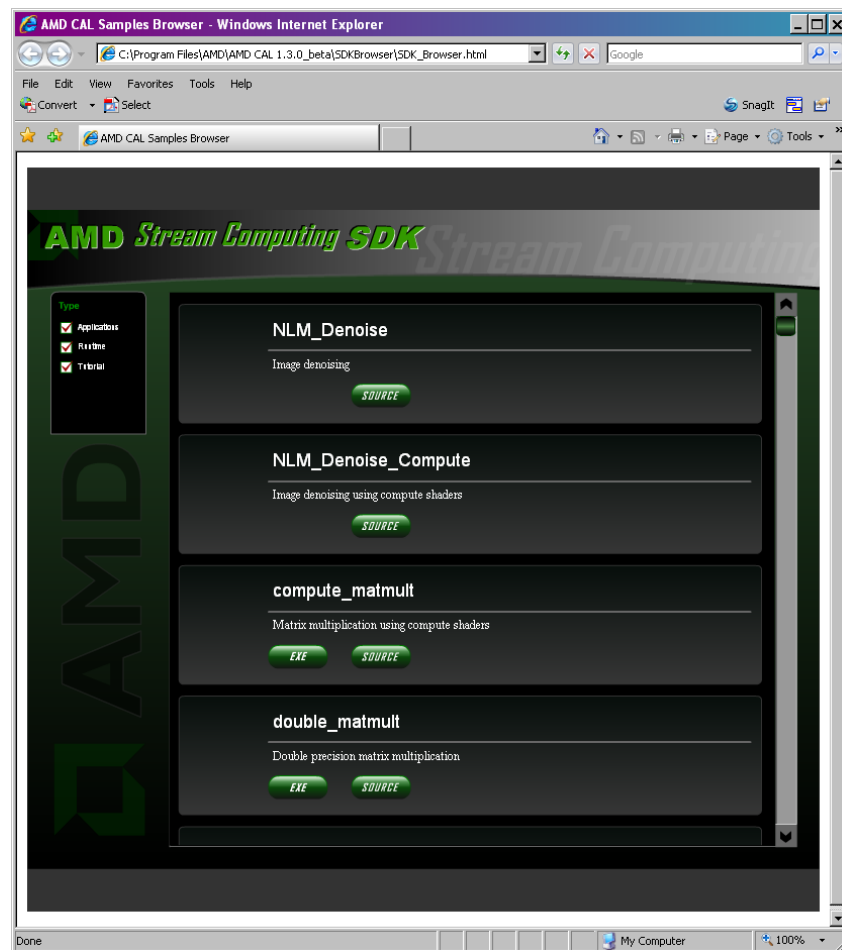 AMD CAL Samples Browser - Windows Internet Explorer
C:\Program Files\AMD\AMD CAL 1.3.0_beta\SDKBrowser\SDK_Browser.html
Google
File Edit View Favorites Tools Help
Convert Select
SnagIt
AMD CAL Samples Browser
Page Tools
AMD Stream Computing SDK
Stream Computing
Type
Applications
Runtime
Tutorial
NLM_Denoise
Image denoising
SOURCE
NLM_Denoise_Compute
Image denoising using compute shaders
SOURCE
compute_matmult
Matrix multiplication using compute shaders
EXE SOURCE
double_matmult
Double precision matrix multiplication
EXE SOURCE
AMD
Done
My Computer
100%